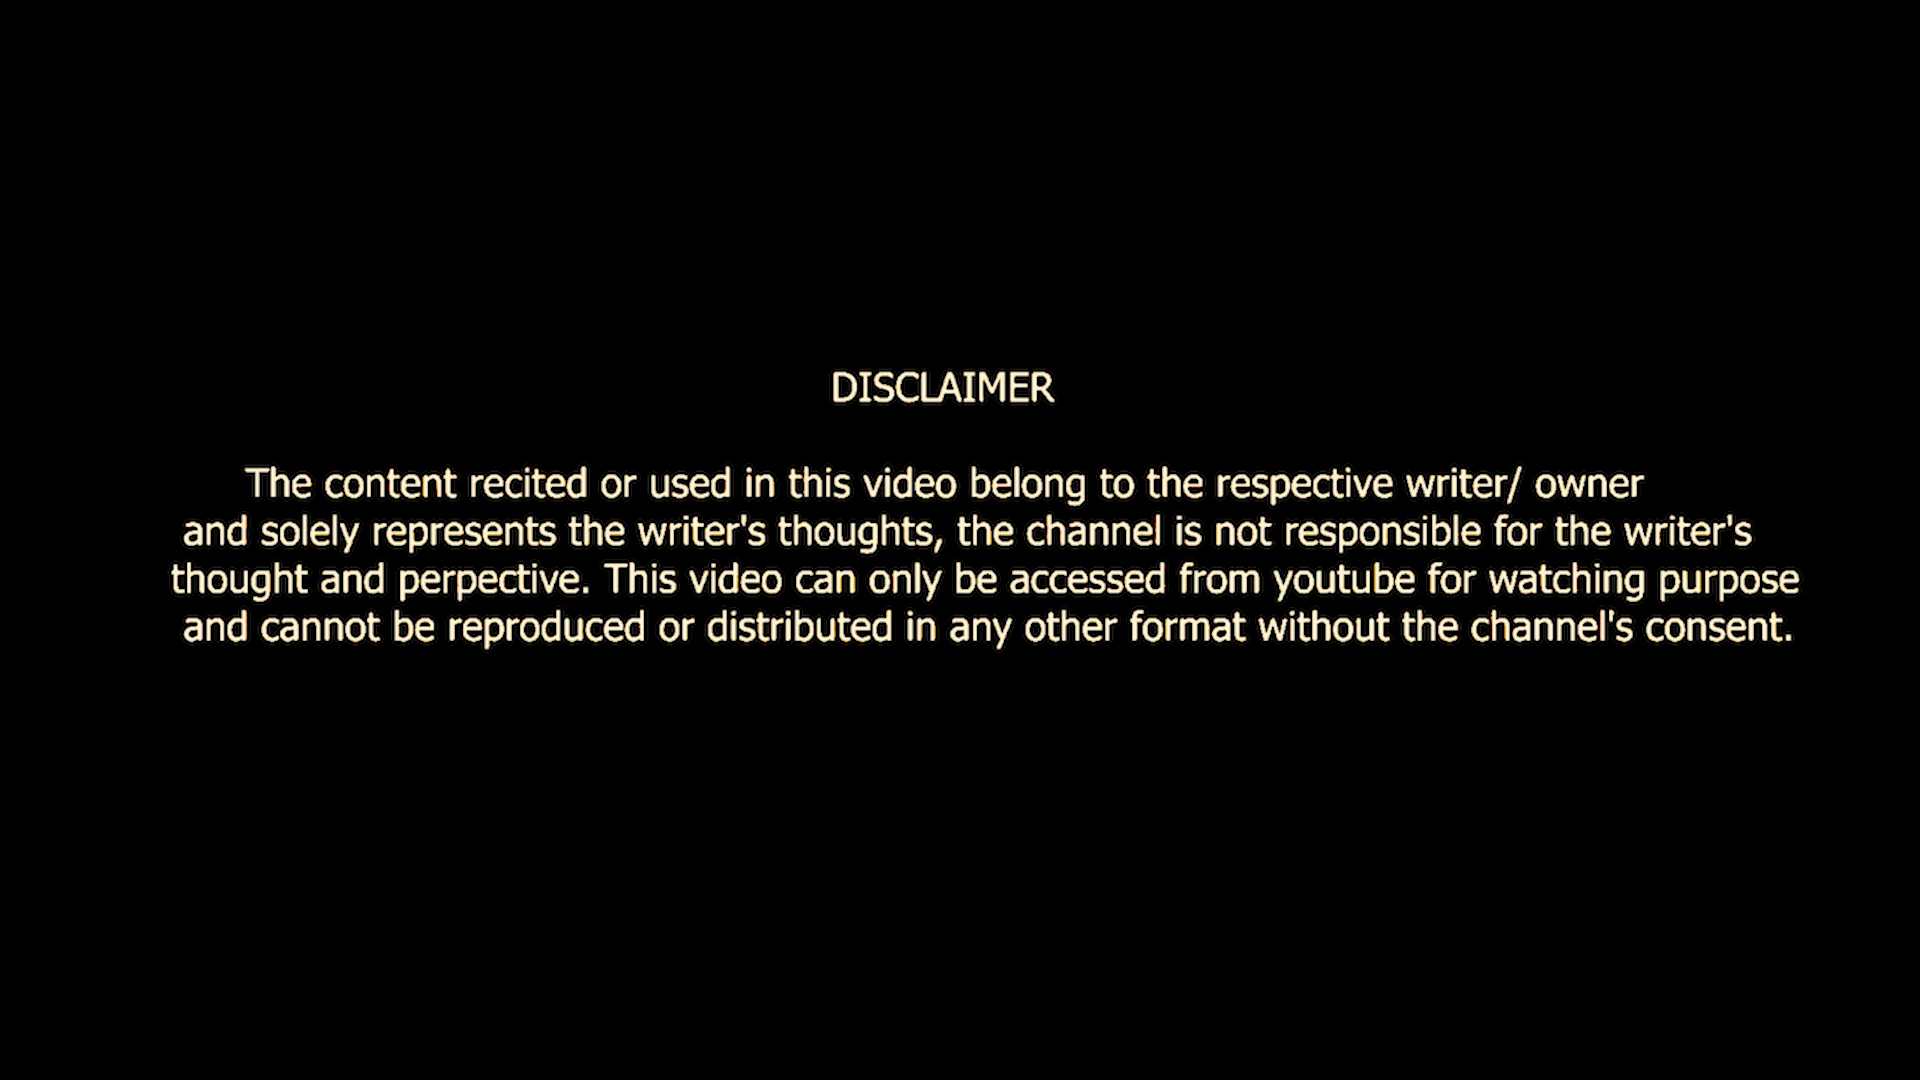 DISCLAIMER
The content recited or used in this video belong to the respective writer/ owner
and solely represents the writer's thoughts, the channel is not responsible for the writer's
thought and perpective. This video can only be accessed from youtube for watching purpose
and cannot be reproduced or distributed in any other format without the channel's consent.